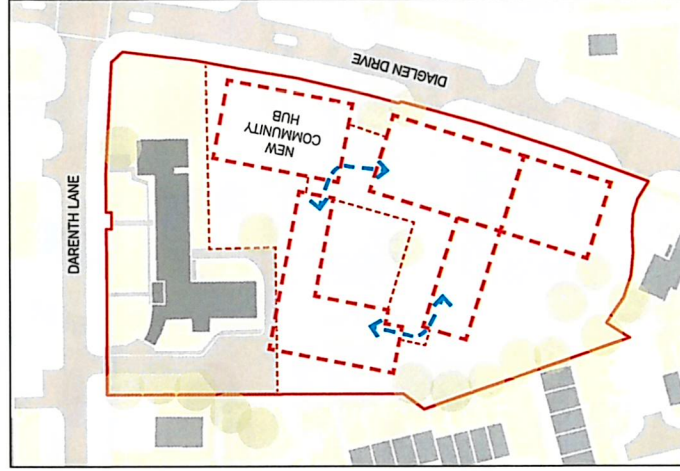 DIAGLEN DRIVE
NEW
COMMUNITY
HUB
DARENTH LANE